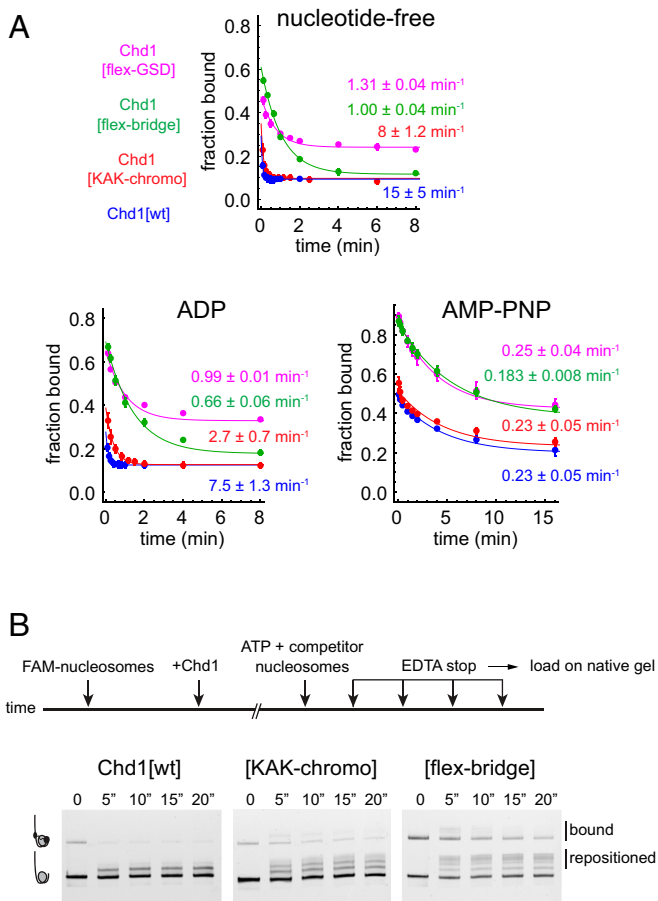 A
nucleotide-free
Chd1
[flex-GSD]
Chd1
[flex-bridge]
Chd1
[KAK-chromo]
Chd1[wt]
fraction bound
0.8
0.6
0.4
0.2
0.0
1.31 ± 0.04 min-1
1.00 ± 0.04 min-1
8 ± 1.2 min-1
15 ± 5 min-1
0 2 4 6 8
time (min)
ADP
fraction bound
0.8
0.6
0.4
0.2
0.0
0.99 ± 0.01 min-1
0.66 ± 0.06 min-1
2.7 ± 0.7 min-1
7.5 ± 1.3 min-1
0 2 4 6 8
time (min)
AMP-PNP
fraction bound
0.8
0.6
0.4
0.2
0.0
0.25 ± 0.04 min-1
0.183 ± 0.008 min-1
0.23 ± 0.05 min-1
0.23 ± 0.05 min-1
0 5 10 15
time (min)
B
FAM-nucleosomes
+Chd1
ATP + competitor
nucleosomes
EDTA stop
load on native gel
time
//
Chd1[wt]
0 5” 10” 15” 20”
[KAK-chromo]
0 5” 10” 15” 20”
[flex-bridge]
0 5” 10” 15” 20”
bound
repositioned